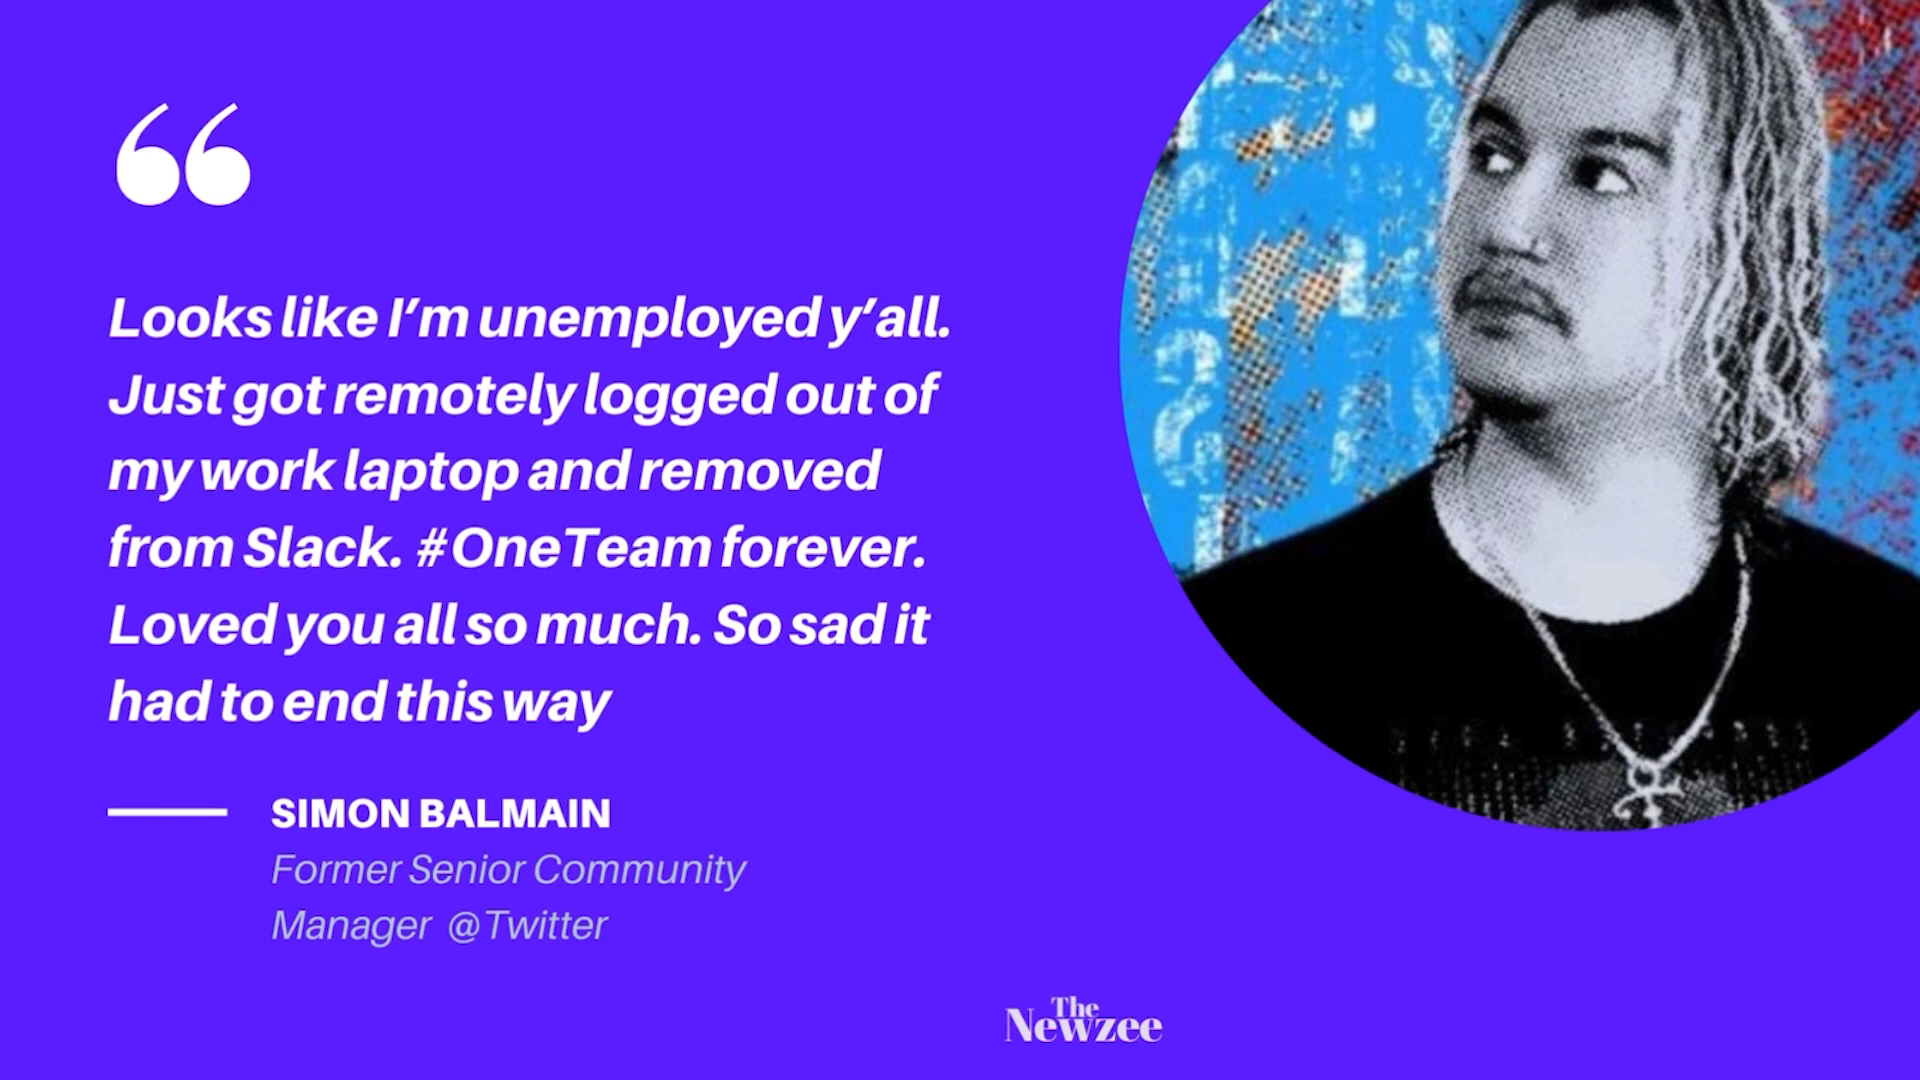 “
Looks like I’m unemployed y‘all.
Just got remotely logged out of
my work laptop and removed
from Slack. #OneTeam forever.
Loved you all so much. So sad it
had to end this way
SIMON BALMAIN
Former Senior Community
Manager @Twitter
The
Newzee